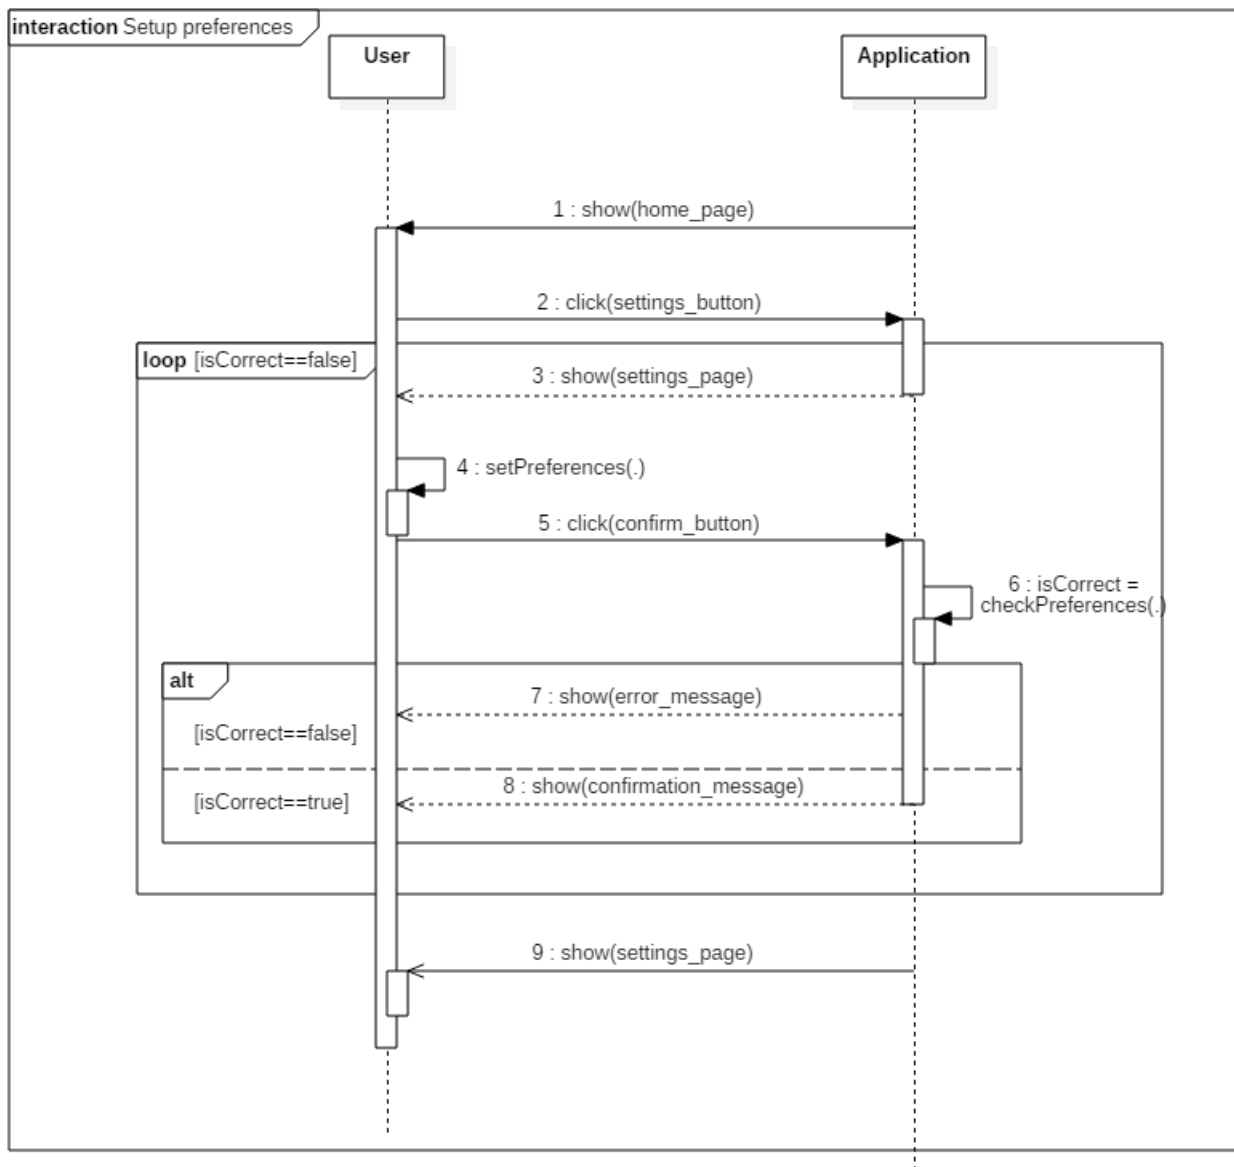 interaction Setup preferences
User
Application
1 : show(home_page)
2 : click(settings_button)
loop [isCorrect==false]
3 : show(settings_page)
4 : setPreferences(.)
5 : click(confirm_button)
6 : isCorrect =
checkPreferences(.)
alt
7 : show(error_message)
[isCorrect==false]
8 : show(confirmation_message)
[isCorrect==true]
9 : show(settings_page)